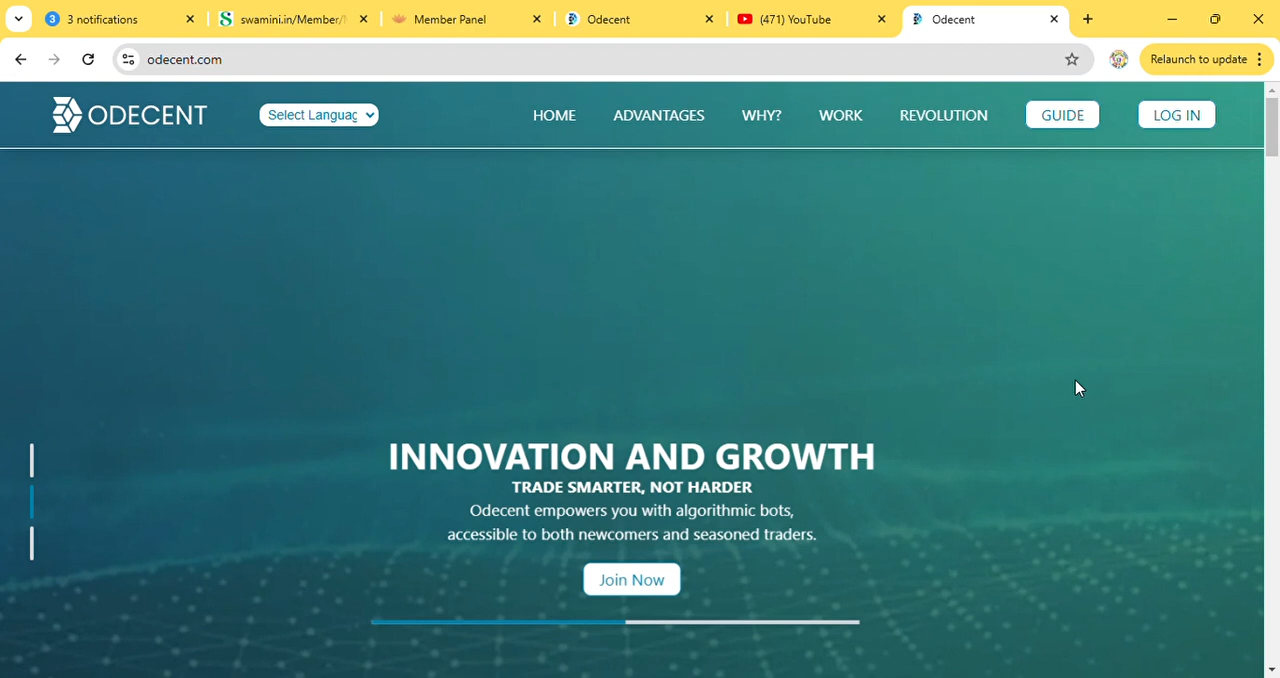 3 notifications
swamini.in/Member/
Member Panel
Odecent
(471) YouTube
Odecent
odecent.com
Relaunch to update
ODECENT
Select Languag
HOME
ADVANTAGES
WHY?
WORK
REVOLUTION
GUIDE
LOG IN
INNOVATION AND GROWTH
TRADE SMARTER, NOT HARDER
Odecent empowers you with algorithmic bots,
accessible to both newcomers and seasoned traders.
Join Now